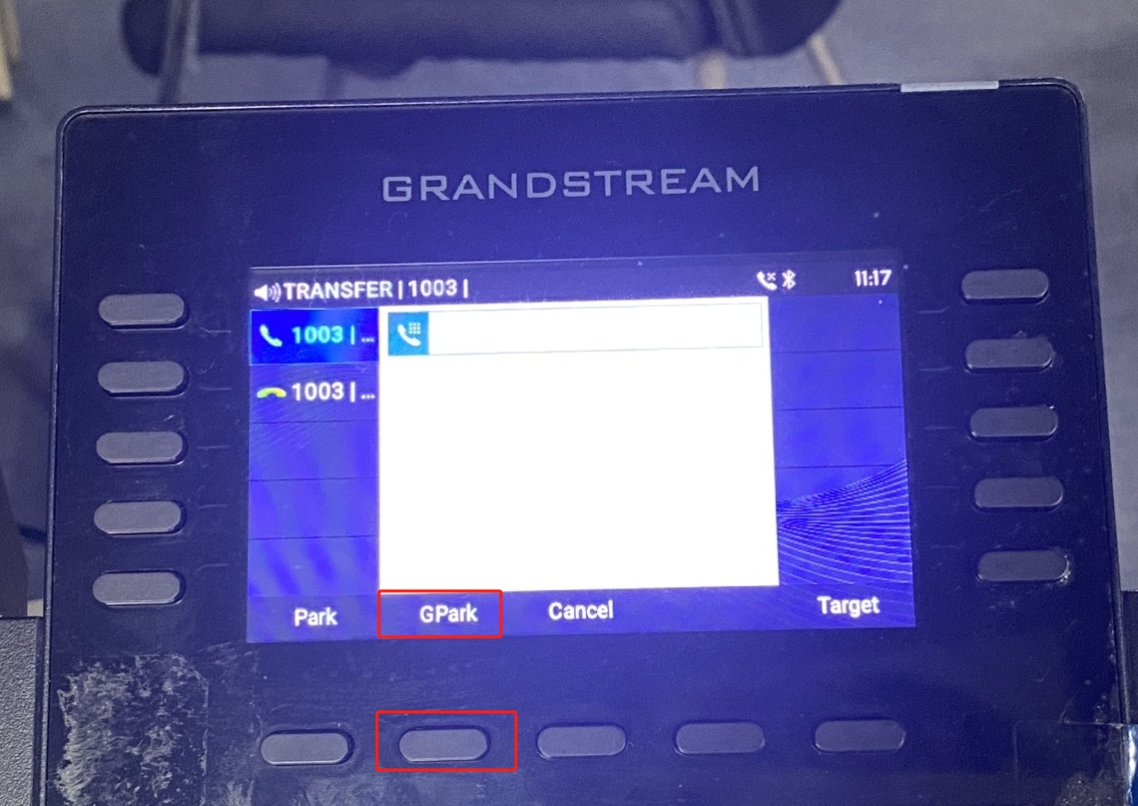 GRANDSTREAM
TRANSFER | 1003 | 11:17
1003 | ...
1003 | ...
Park GPark Cancel Target